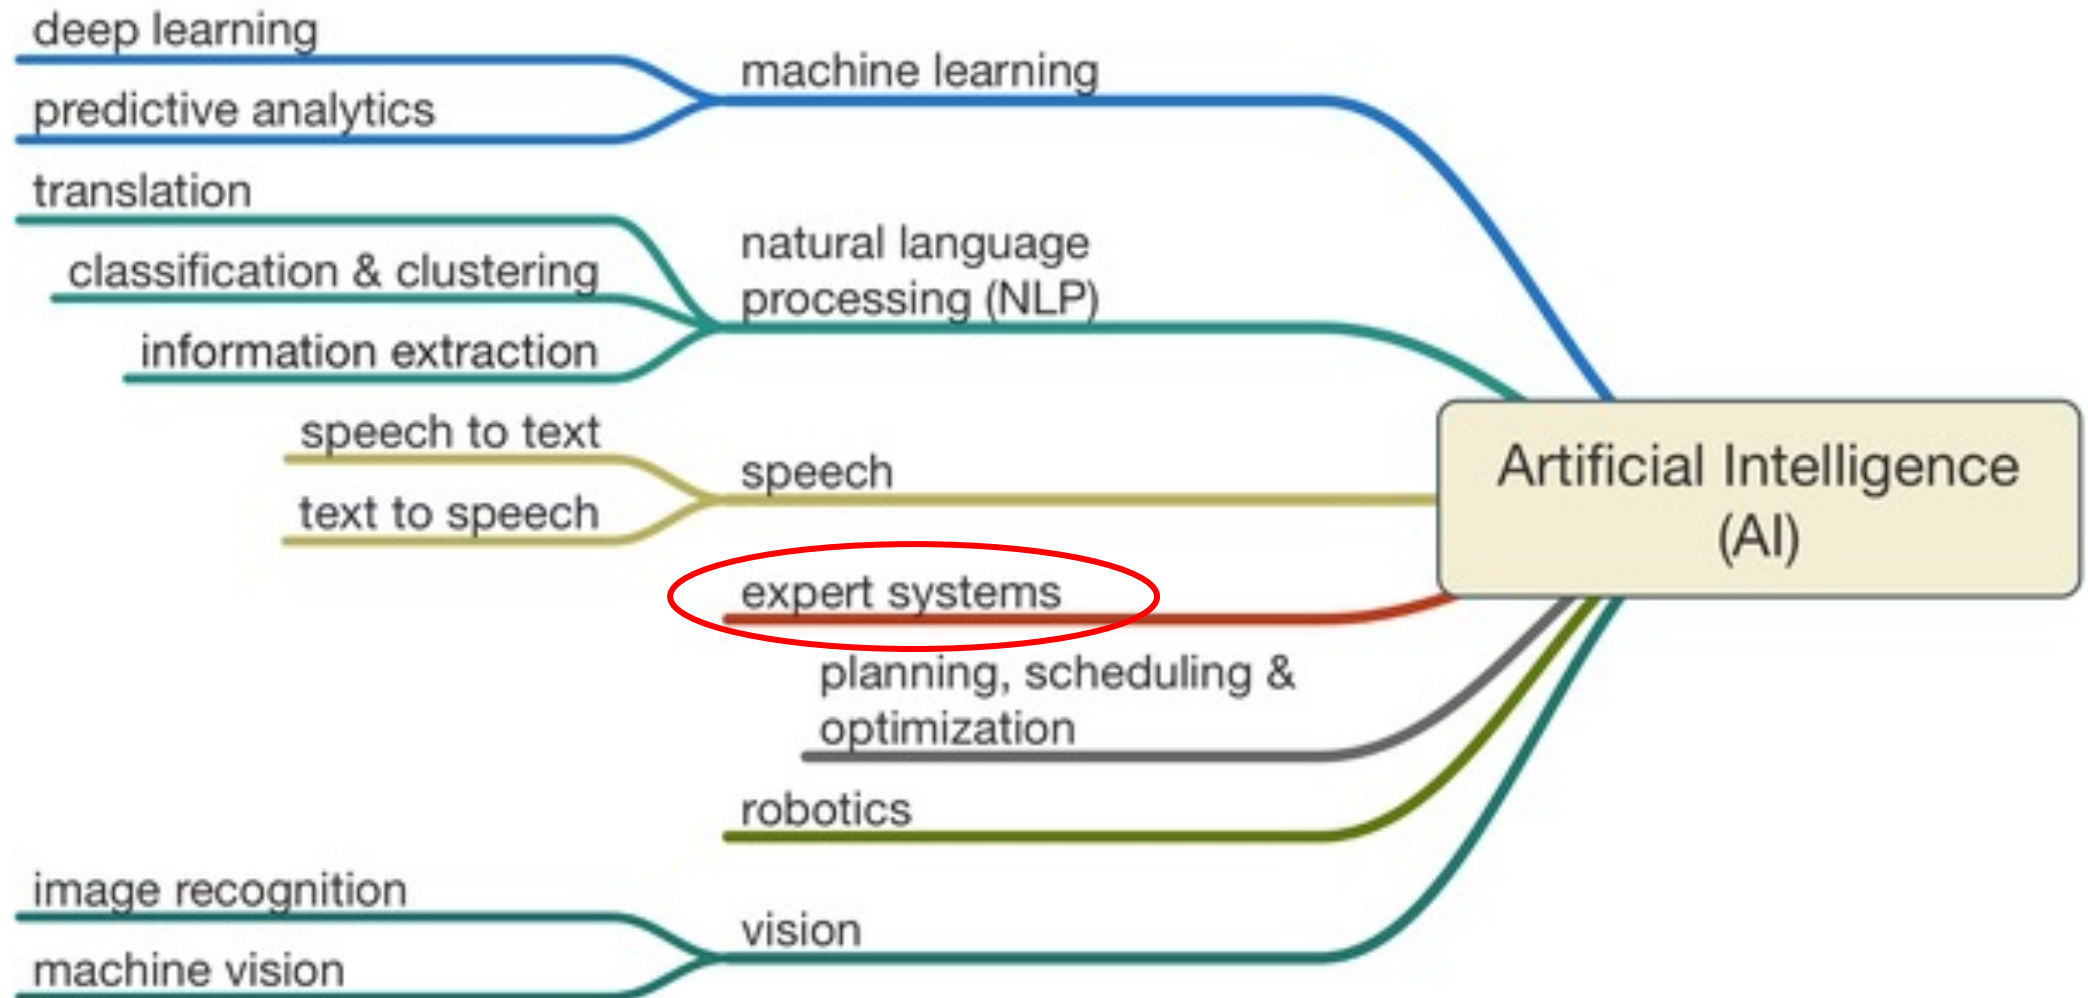 deep learning
predictive analytics
machine learning
translation
classification & clustering
information extraction
natural language
processing (NLP)
speech to text
text to speech
speech
expert systems
planning, scheduling &
optimization
robotics
image recognition
machine vision
vision
Artificial Intelligence
(AI)